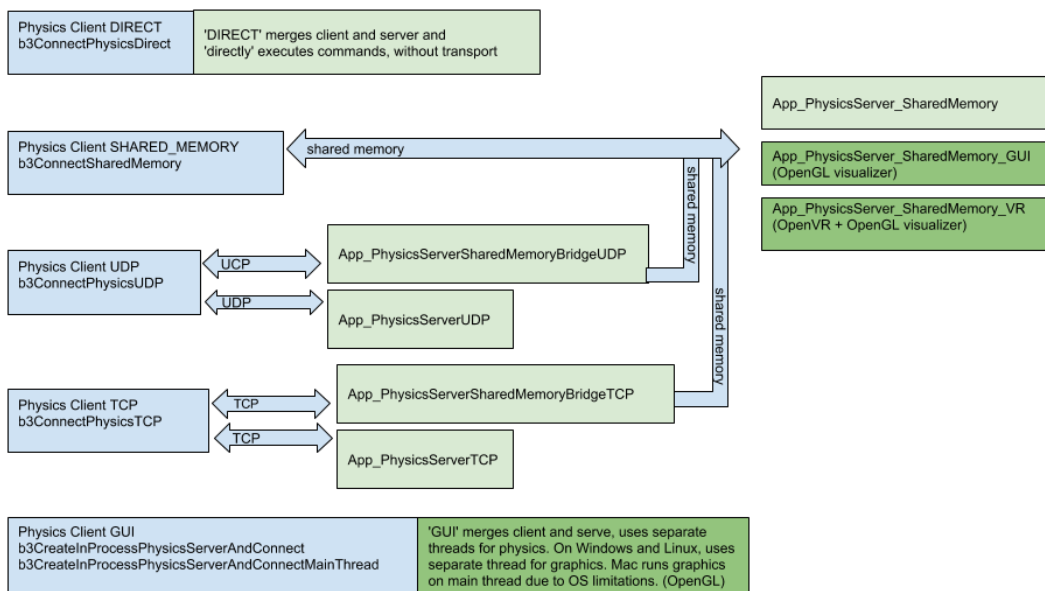 Physics Client DIRECT
b3ConnectPhysicsDirect
'DIRECT' merges client and server and
'directly' executes commands, without transport
App_PhysicsServer_SharedMemory
Physics Client SHARED_MEMORY
b3ConnectSharedMemory
shared memory
App_PhysicsServer_SharedMemory_GUI
(OpenGL visualizer)
App_PhysicsServer_SharedMemory_VR
(OpenVR + OpenGL visualizer)
shared memory
shared memory
Physics Client UDP
b3ConnectPhysicsUDP
UCP
App_PhysicsServerSharedMemoryBridgeUDP
UDP
App_PhysicsServerUDP
Physics Client TCP
b3ConnectPhysicsTCP
TCP
App_PhysicsServerSharedMemoryBridgeTCP
TCP
App_PhysicsServerTCP
Physics Client GUI
b3CreateInProcessPhysicsServerAndConnect
b3CreateInProcessPhysicsServerAndConnectMainThread
'GUI' merges client and serve, uses separate
threads for physics. On Windows and Linux, uses
separate thread for graphics. Mac runs graphics
on main thread due to OS limitations. (OpenGL)